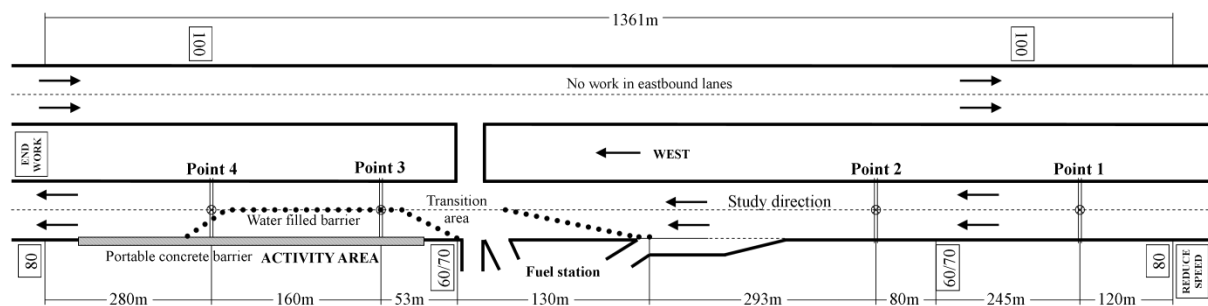 1361m
100
100
No work in eastbound lanes
END
WORK
WEST
Point 4
Point 3
Point 2
Point 1
Transition
area
Study direction
Water filled barrier
Portable concrete barrier
ACTIVITY AREA
Fuel station
80
60/70
60/70
80
REDUCE
SPEED
280m
160m
53m
130m
293m
80m
245m
120m